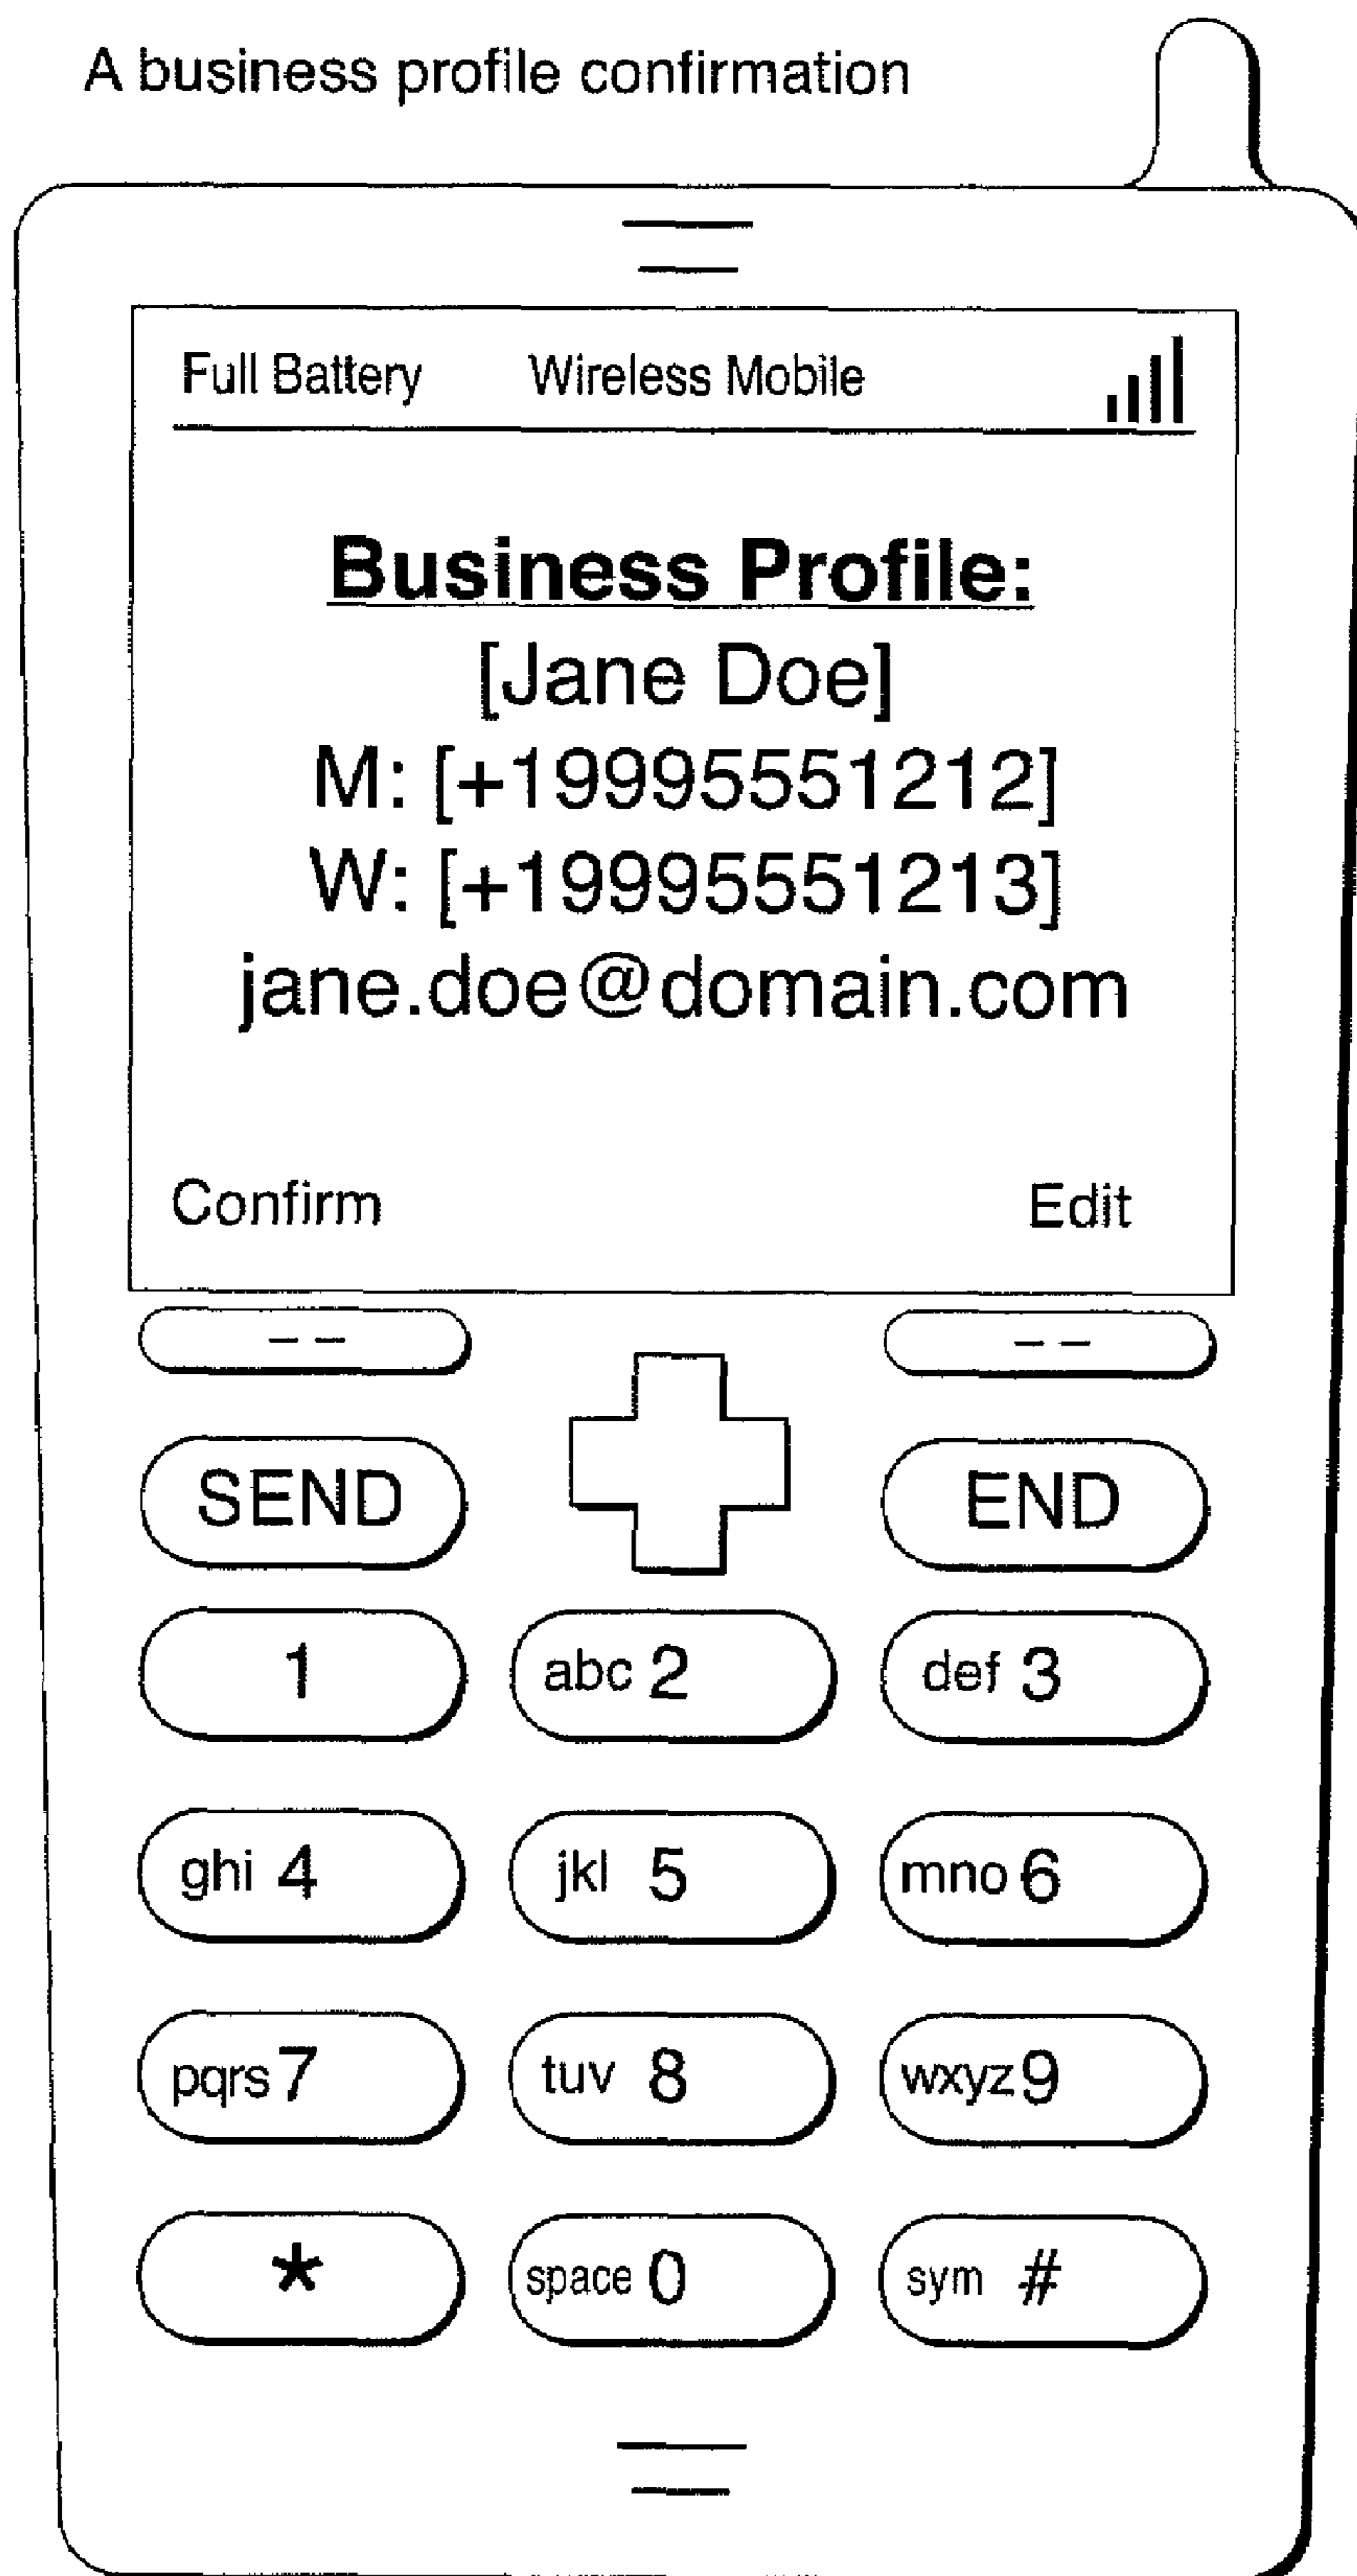 A business profile confirmation
Full Battery Wireless Mobile
Business Profile:
[Jane Doe]
M: [+19995551212]
W: [+19995551213]
jane.doe@domain.com
Confirm Edit
-- --
SEND END
1 abc 2 def 3
ghi 4 jkl 5 mno 6
pqrs 7 tuv 8 wxyz 9
* space 0 sym #